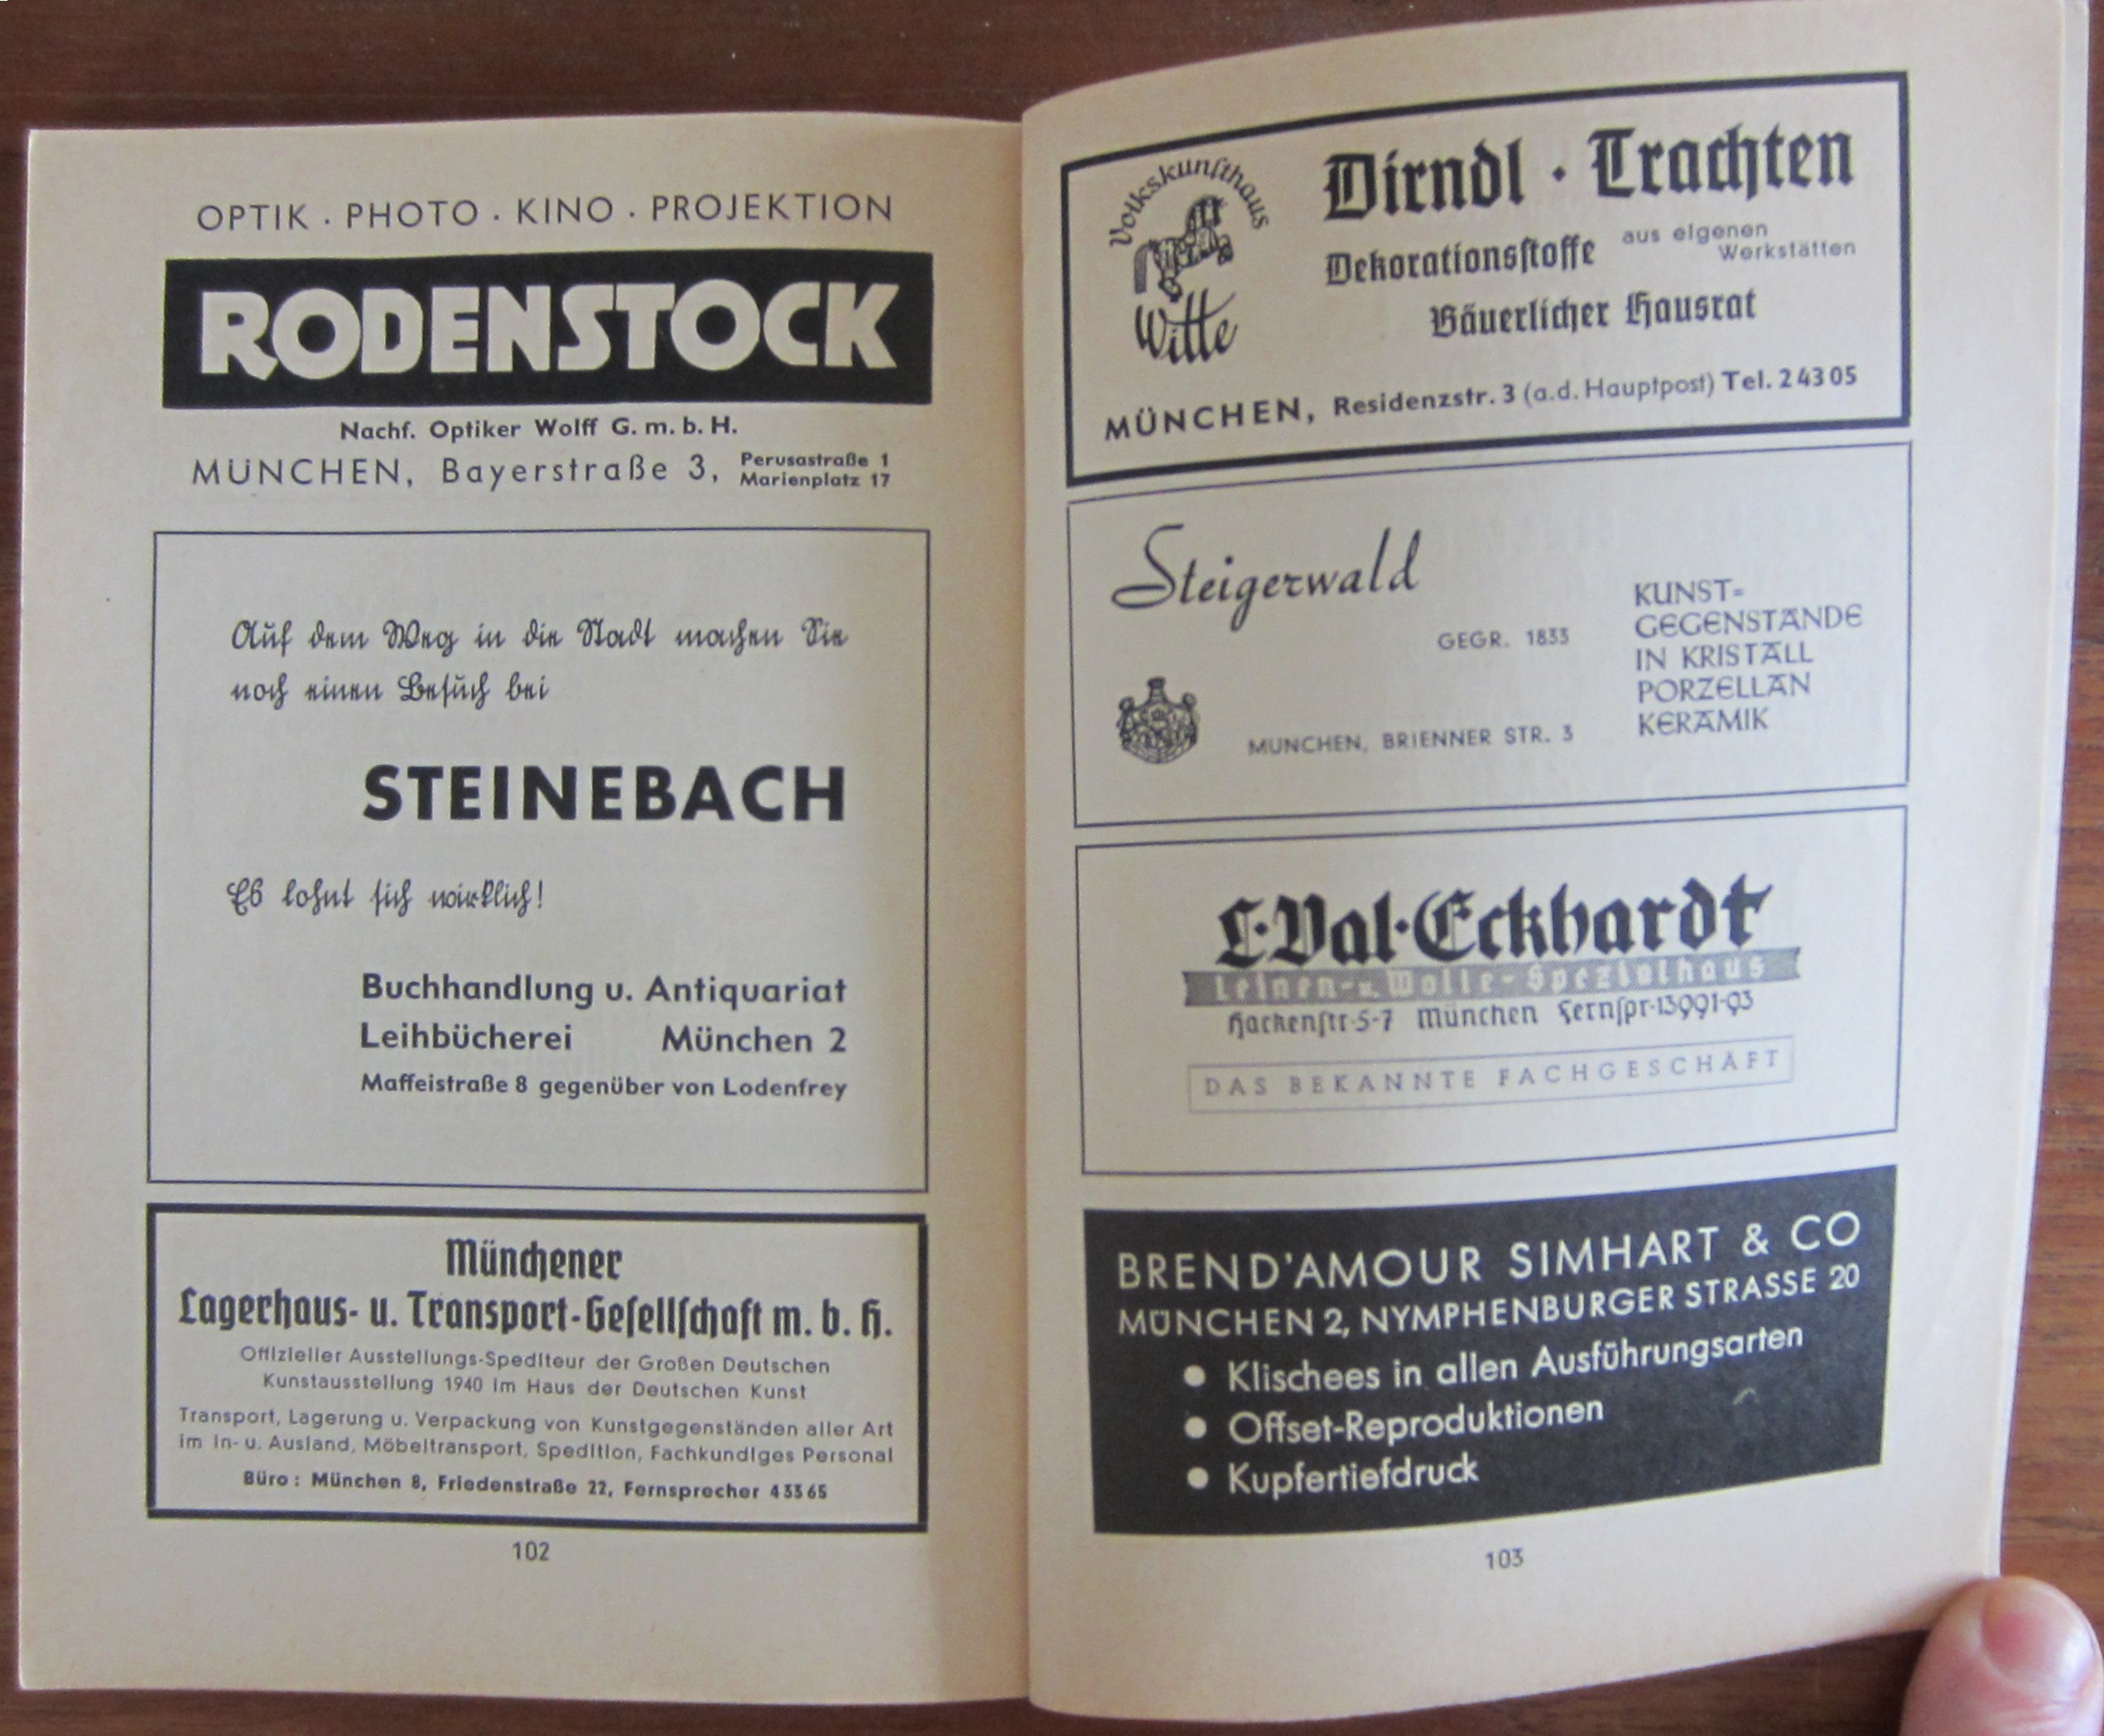 OPTIK · PHOTO · KINO · PROJEKTION
RODENSTOCK
Nachf. Optiker Wolff G. m. b. H.
MÜNCHEN, Bayerstraße 3, Perusastraße 1
Marienplatz 17
Auf dem Weg in die Stadt machen Sie
noch einen Besuch bei
STEINEBACH
Es lohnt sich wirklich!
Buchhandlung u. Antiquariat
Leihbücherei München 2
Maffeistraße 8 gegenüber von Lodenfrey
Münchener
Lagerhaus- u. Transport-Geſellſchaft m. b. H.
Offizieller Ausstellungs-Spediteur der Großen Deutschen
Kunstausstellung 1940 im Haus der Deutschen Kunst
Transport, Lagerung u. Verpackung von Kunstgegenständen aller Art
im In- u. Ausland, Möbeltransport, Spedition, Fachkundiges Personal
Büro: München 8, Friedenstraße 22, Fernsprecher 43365
102
Volkskunſthaus
Witte
Dirndl · Trachten
Dekorationsſtoffe aus eigenen
Werkstätten
Bäuerlicher Hausrat
MÜNCHEN, Residenzstr. 3 (a.d. Hauptpost) Tel. 24305
Steigerwald
GEGR. 1833
MÜNCHEN, BRIENNER STR. 3
KUNST-
GEGENSTÄNDE
IN KRISTALL
PORZELLAN
KERAMIK
L·Val·Eckhardt
Leinen-u. Wolle-Spezialhaus
Hackenſtr·5-7 München Fernſpr·13991-93
DAS BEKANNTE FACHGESCHÄFT
BREND'AMOUR SIMHART & CO
MÜNCHEN 2, NYMPHENBURGER STRASSE 20
● Klischees in allen Ausführungsarten
● Offset-Reproduktionen
● Kupfertiefdruck
103